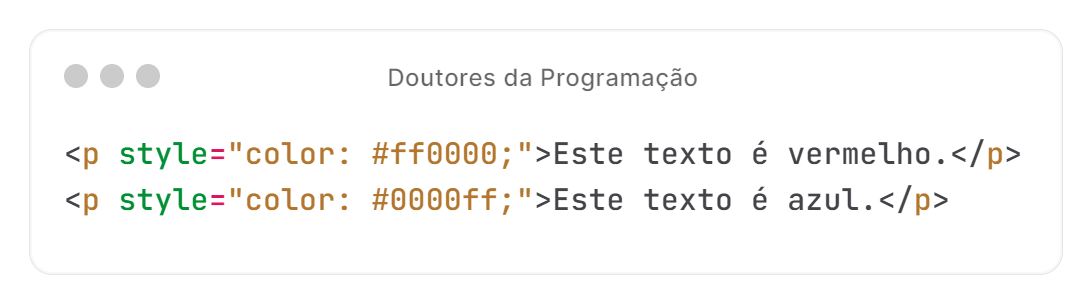 Doutores da Programação
<p style="color: #ff0000;">Este texto é vermelho.</p>
<p style="color: #0000ff;">Este texto é azul.</p>